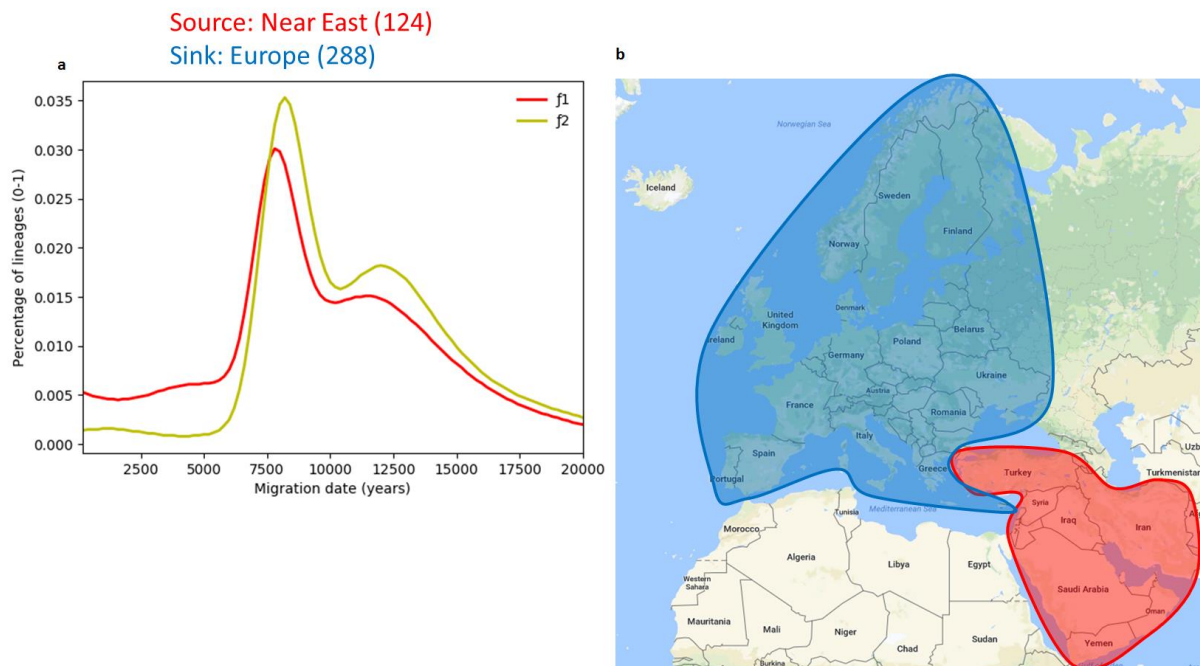 Source: Near East (124)
Sink: Europe (288)
a
0.035
0.030
0.025
0.020
0.015
0.010
0.005
0.000
Percentage of lineages (0-1)
ƒ1
ƒ2
2500 5000 7500 10000 12500 15000 17500 20000
Migration date (years)
b
Norwegian Sea
Iceland
Sweden
Finland
Norway
Denmark
United
Kingdom
Ireland
Belarus
Poland
Germany
Ukraine
Austria
France
Romania
Italy
Spain
Portugal
Greece
Turkey
Uzb
Turkmenistan
Syria
Mediterranean Sea
Tunisia
Morocco
Iraq
Iran
Algeria
Libya
Egypt
Western
Sahara
Saudi Arabia
Oman
Mauritania
Mali
Niger
Chad
Sudan
Yemen
Burkina